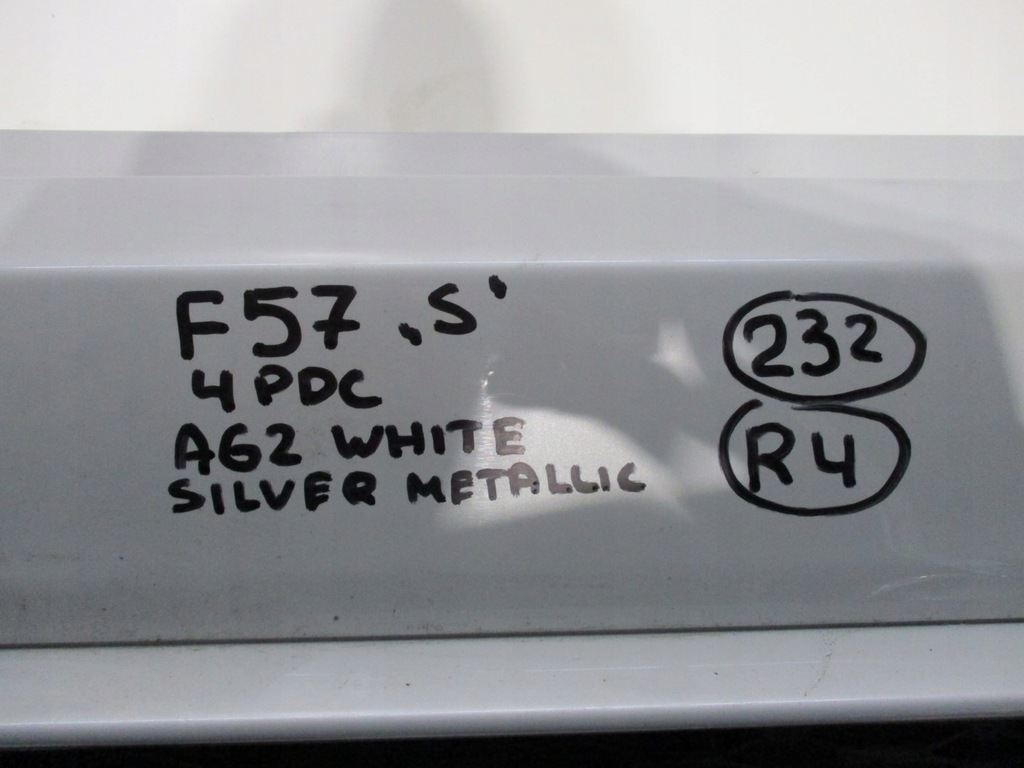 F57 ‚S'
4 PDC
A62 WHITE
SILVER METALLIC
232
R4